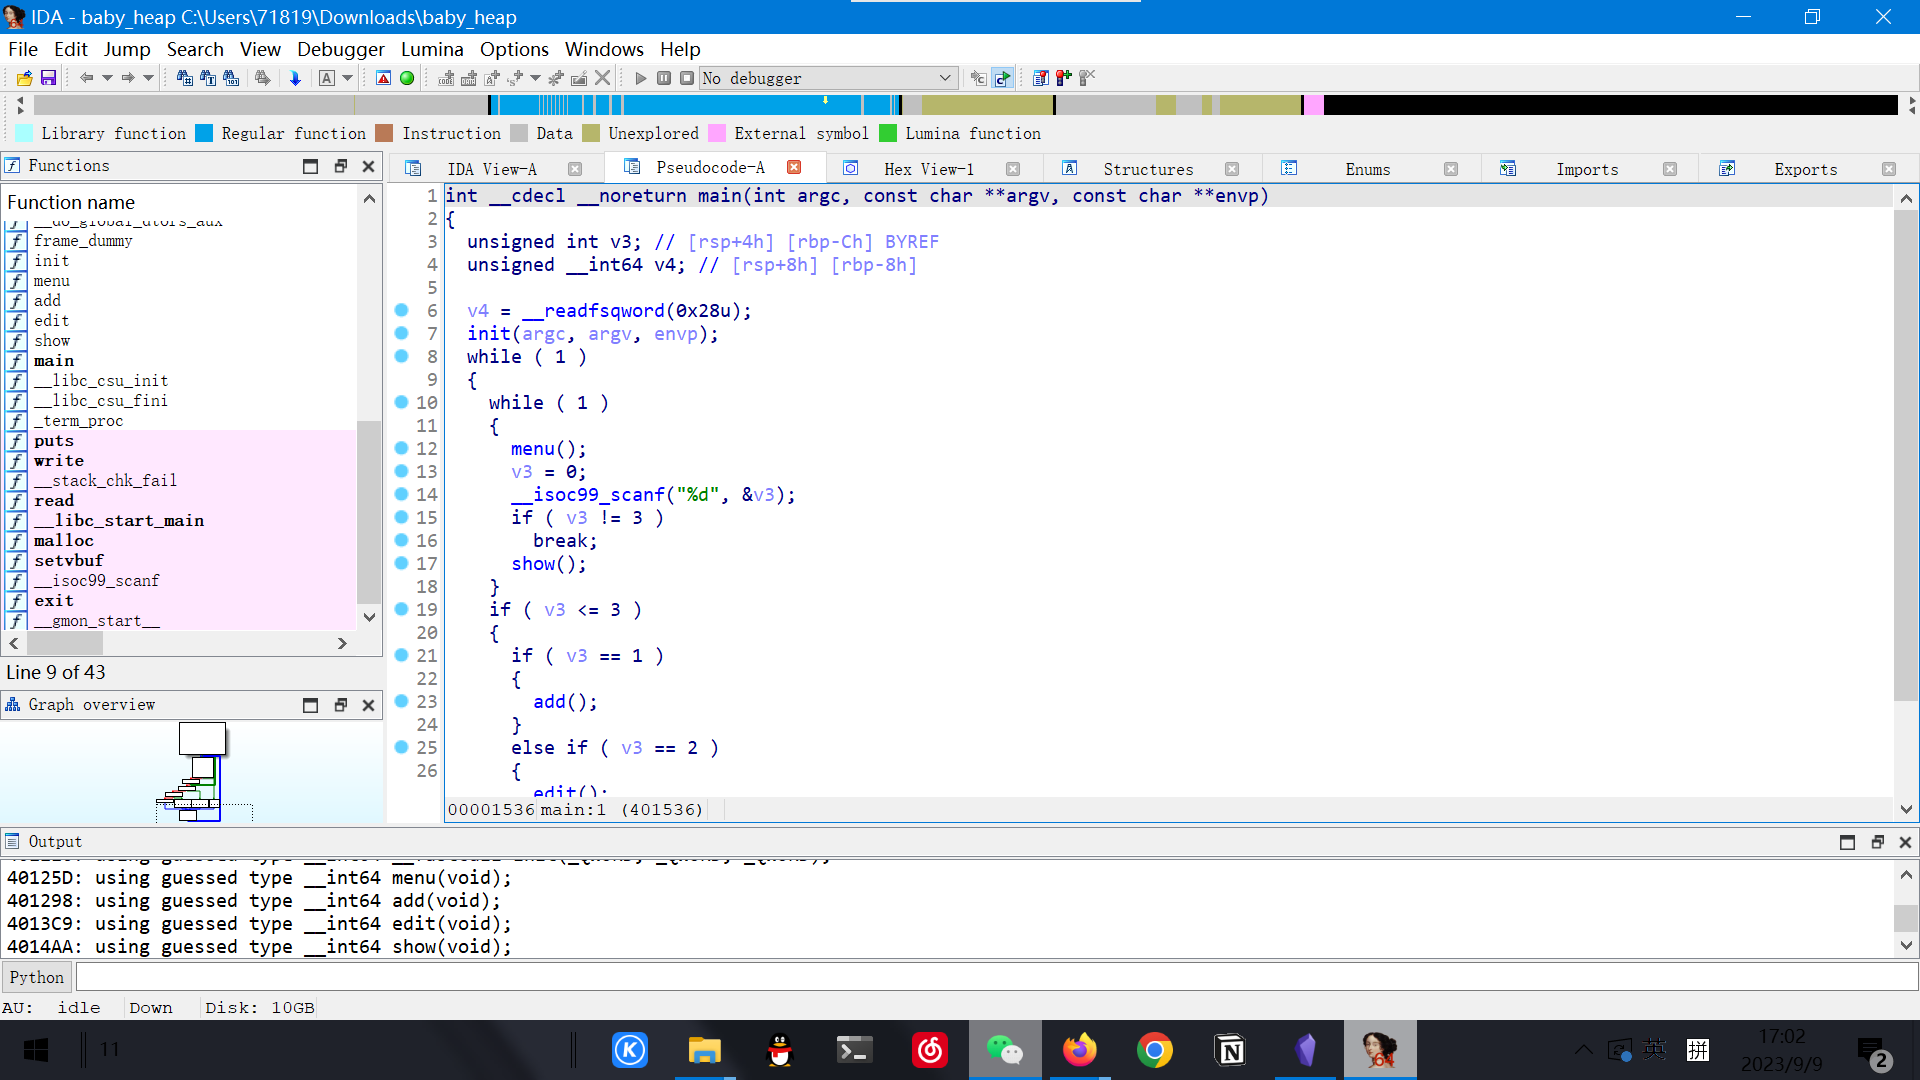 IDA - baby_heap C:\Users\71819\Downloads\baby_heap
File Edit Jump Search View Debugger Lumina Options Windows Help
No debugger
Library function Regular function Instruction Data Unexplored External symbol Lumina function
Functions
IDA View-A Pseudocode-A Hex View-1 Structures Enums Imports Exports
Function name
__do_global_dtors_aux
frame_dummy
init
menu
add
edit
show
main
__libc_csu_init
__libc_csu_fini
_term_proc
puts
write
__stack_chk_fail
read
__libc_start_main
malloc
setvbuf
__isoc99_scanf
exit
__gmon_start__
Line 9 of 43
Graph overview
1 int __cdecl __noreturn main(int argc, const char **argv, const char **envp)
2 {
3 unsigned int v3; // [rsp+4h] [rbp-Ch] BYREF
4 unsigned __int64 v4; // [rsp+8h] [rbp-8h]
5
6 v4 = __readfsqword(0x28u);
7 init(argc, argv, envp);
8 while ( 1 )
9 {
10 while ( 1 )
11 {
12 menu();
13 v3 = 0;
14 __isoc99_scanf("%d", &v3);
15 if ( v3 != 3 )
16 break;
17 show();
18 }
19 if ( v3 <= 3 )
20 {
21 if ( v3 == 1 )
22 {
23 add();
24 }
25 else if ( v3 == 2 )
26 {
edit();
00001536 main:1 (401536)
Output
40125D: using guessed type __int64 menu(void);
401298: using guessed type __int64 add(void);
4013C9: using guessed type __int64 edit(void);
4014AA: using guessed type __int64 show(void);
Python
AU: idle Down Disk: 10GB
11
64
英
拼
17:02
2023/9/9
2